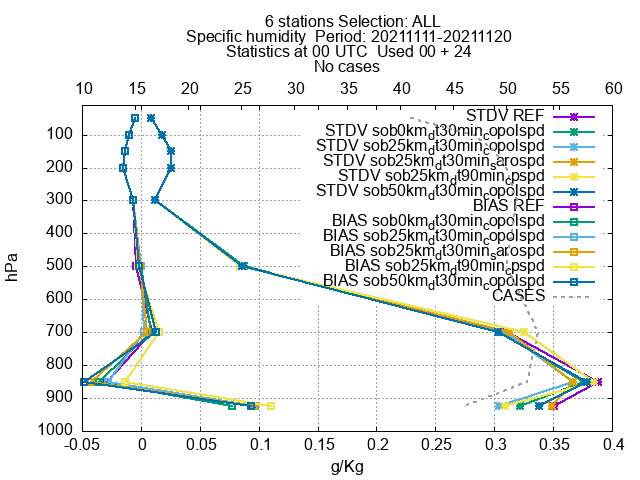 6 stations Selection: ALL
Specific humidity  Period: 20211111-20211120
Statistics at 00 UTC  Used 00 + 24
No cases
10 15 20 25 30 35 40 45 50 55 60
STDV REF
STDV sob0km_dt30min_copolspd
STDV sob25km_dt30min_copolspd
STDV sob25km_dt30min_sarospd
STDV sob25km_dt90min_cpspd
STDV sob50km_dt30min_copolspd
BIAS REF
BIAS sob0km_dt30min_copolspd
BIAS sob25km_dt30min_copolspd
BIAS sob25km_dt30min_sarospd
BIAS sob25km_dt90min_cpspd
BIAS sob50km_dt30min_copolspd
CASES
hPa
100
200
300
400
500
600
700
800
900
1000
-0.05 0 0.05 0.1 0.15 0.2 0.25 0.3 0.35 0.4
g/Kg